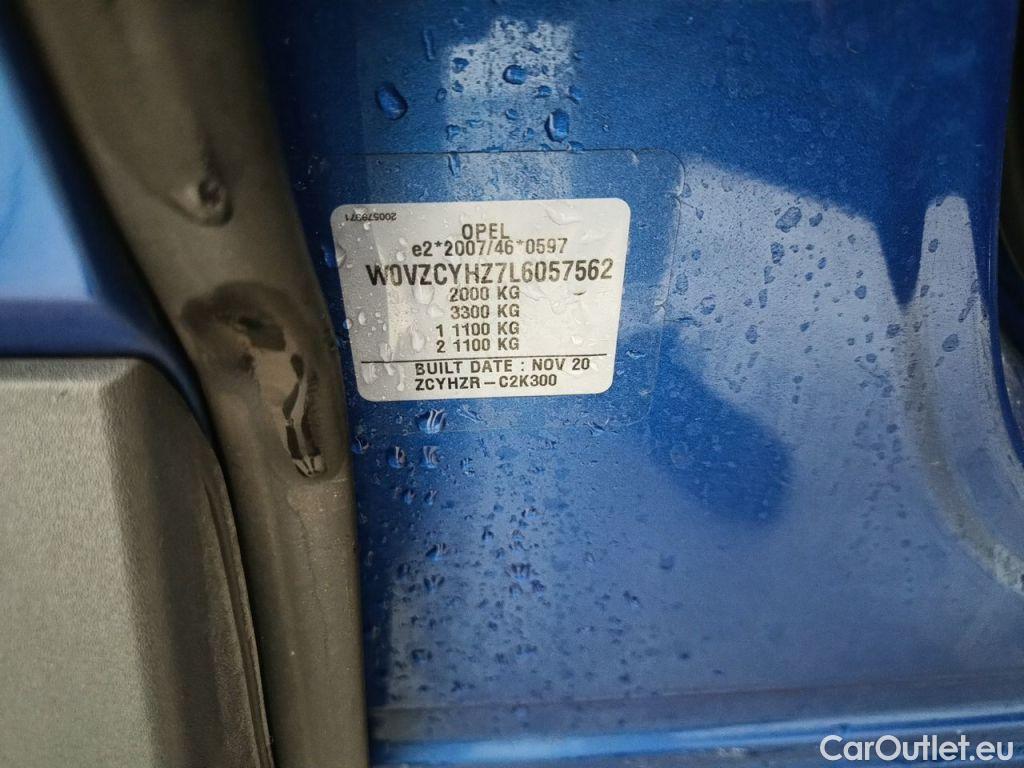 200579371
OPEL
e2*2007/46*0597
W0VZCYHZ7L6057562
2000 KG
3300 KG
1 1100 KG
2 1100 KG
BUILT DATE : NOV 20
ZCYHZR-C2K300
CarOutlet.eu